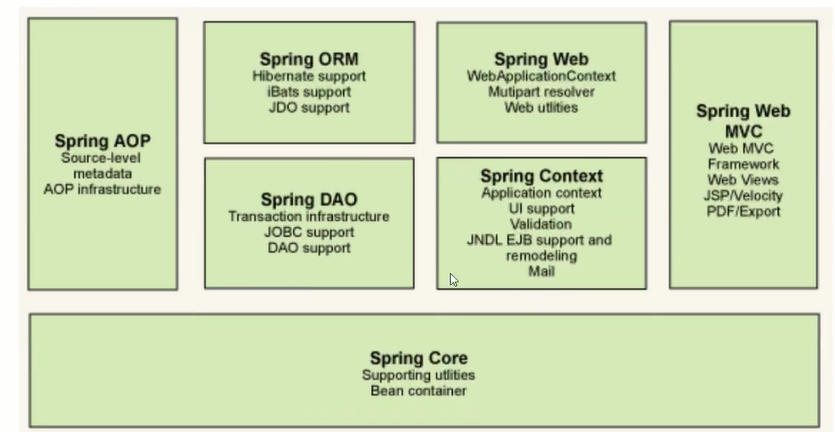 Spring AOP
Source-level
metadata
AOP infrastructure
Spring ORM
Hibernate support
iBats support
JDO support
Spring DAO
Transaction infrastructure
JOBC support
DAO support
Spring Web
WebApplicationContext
Mutipart resolver
Web utlities
Spring Context
Application context
UI support
Validation
JNDL EJB support and
remodeling
Mail
Spring Web
MVC
Web MVC
Framework
Web Views
JSP/Velocity
PDF/Export
Spring Core
Supporting utlities
Bean container